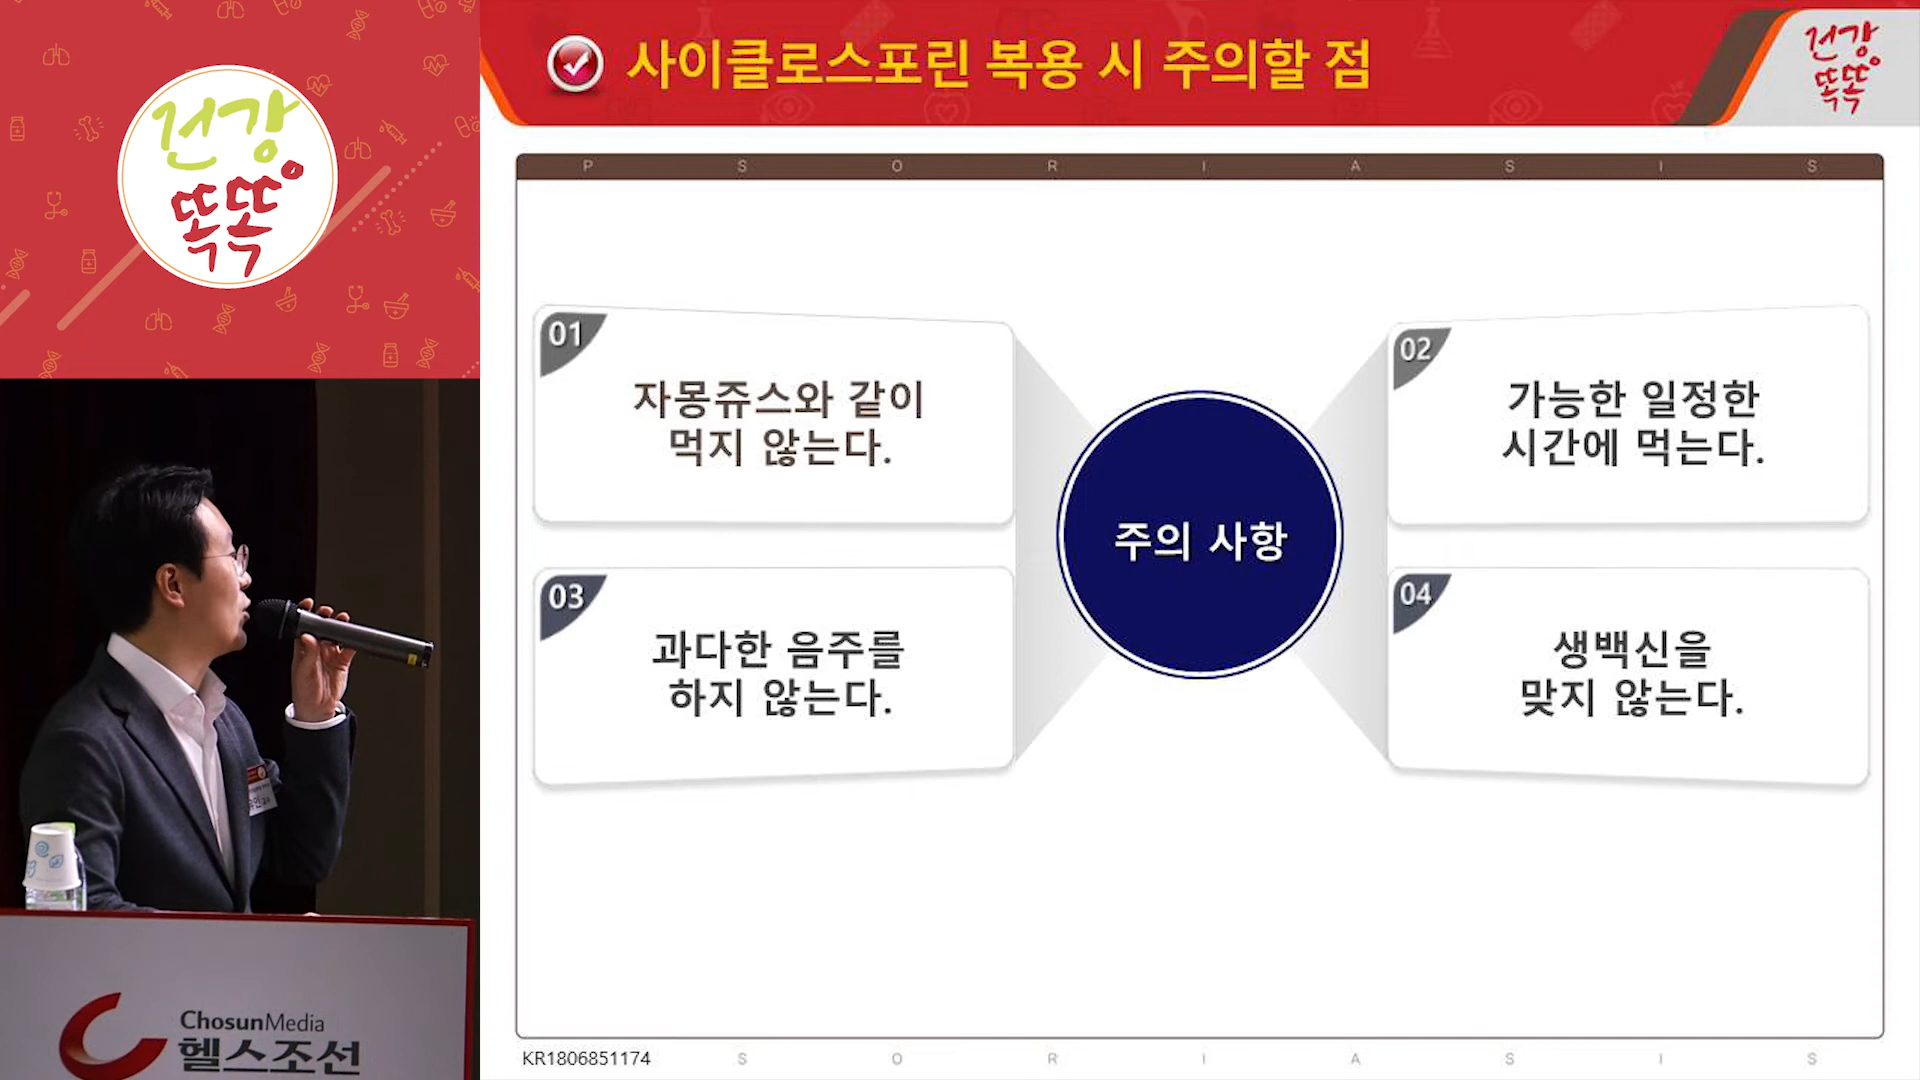 건강
똑똑
사이클로스포린 복용 시 주의할 점
건강
똑똑
P S O R I A S I S
01
자몽쥬스와 같이
먹지 않는다.
02
가능한 일정한
시간에 먹는다.
주의 사항
03
과다한 음주를
하지 않는다.
04
생백신을
맞지 않는다.
KR1806851174
S O R I A S I S
ChosunMedia
헬스조선